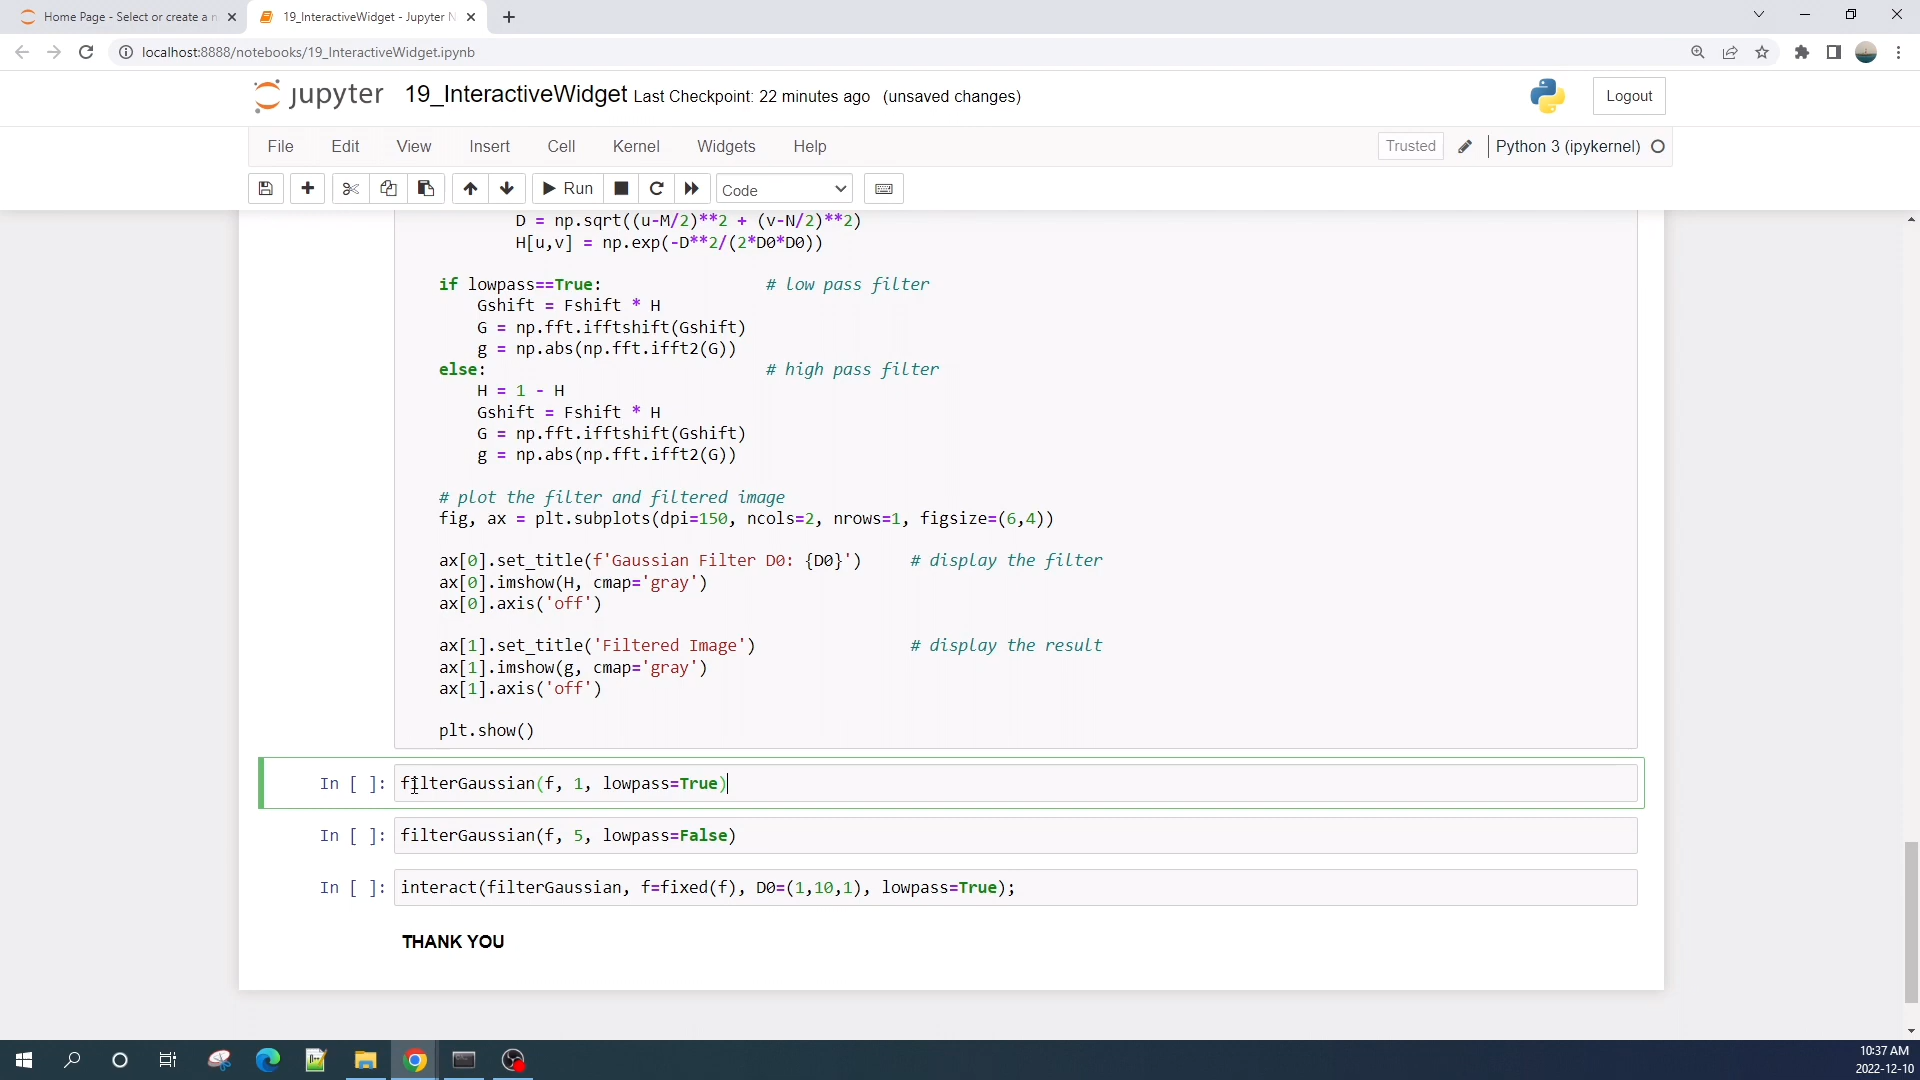 Home Page - Select or create a n
19_InteractiveWidget - Jupyter N
localhost:8888/notebooks/19_InteractiveWidget.ipynb
jupyter 19_InteractiveWidget Last Checkpoint: 22 minutes ago (unsaved changes)
Logout
File Edit View Insert Cell Kernel Widgets Help
Trusted Python 3 (ipykernel)
Run Code
D = np.sqrt((u-M/2)**2 + (v-N/2)**2)
H[u,v] = np.exp(-D**2/(2*D0*D0))
if lowpass==True: # low pass filter
Gshift = Fshift * H
G = np.fft.ifftshift(Gshift)
g = np.abs(np.fft.ifft2(G))
else: # high pass filter
H = 1 - H
Gshift = Fshift * H
G = np.fft.ifftshift(Gshift)
g = np.abs(np.fft.ifft2(G))
# plot the filter and filtered image
fig, ax = plt.subplots(dpi=150, ncols=2, nrows=1, figsize=(6,4))
ax[0].set_title(f'Gaussian Filter D0: {D0}') # display the filter
ax[0].imshow(H, cmap='gray')
ax[0].axis('off')
ax[1].set_title('Filtered Image') # display the result
ax[1].imshow(g, cmap='gray')
ax[1].axis('off')
plt.show()
In [ ]: filterGaussian(f, 1, lowpass=True)
In [ ]: filterGaussian(f, 5, lowpass=False)
In [ ]: interact(filterGaussian, f=fixed(f), D0=(1,10,1), lowpass=True);
THANK YOU
10:37 AM
2022-12-10